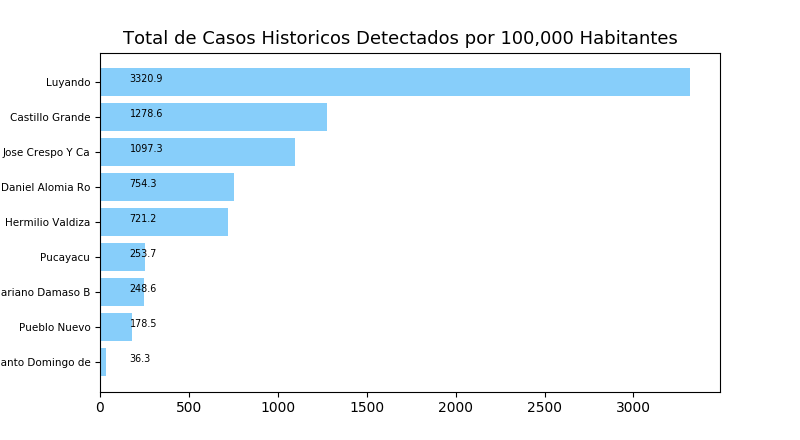 Total de Casos Historicos Detectados por 100,000 Habitantes
Luyando 3320.9
Castillo Grande 1278.6
Jose Crespo Y Ca 1097.3
Daniel Alomia Ro 754.3
Hermilio Valdiza 721.2
Pucayacu 253.7
ariano Damaso B 248.6
Pueblo Nuevo 178.5
anto Domingo de 36.3
0 500 1000 1500 2000 2500 3000